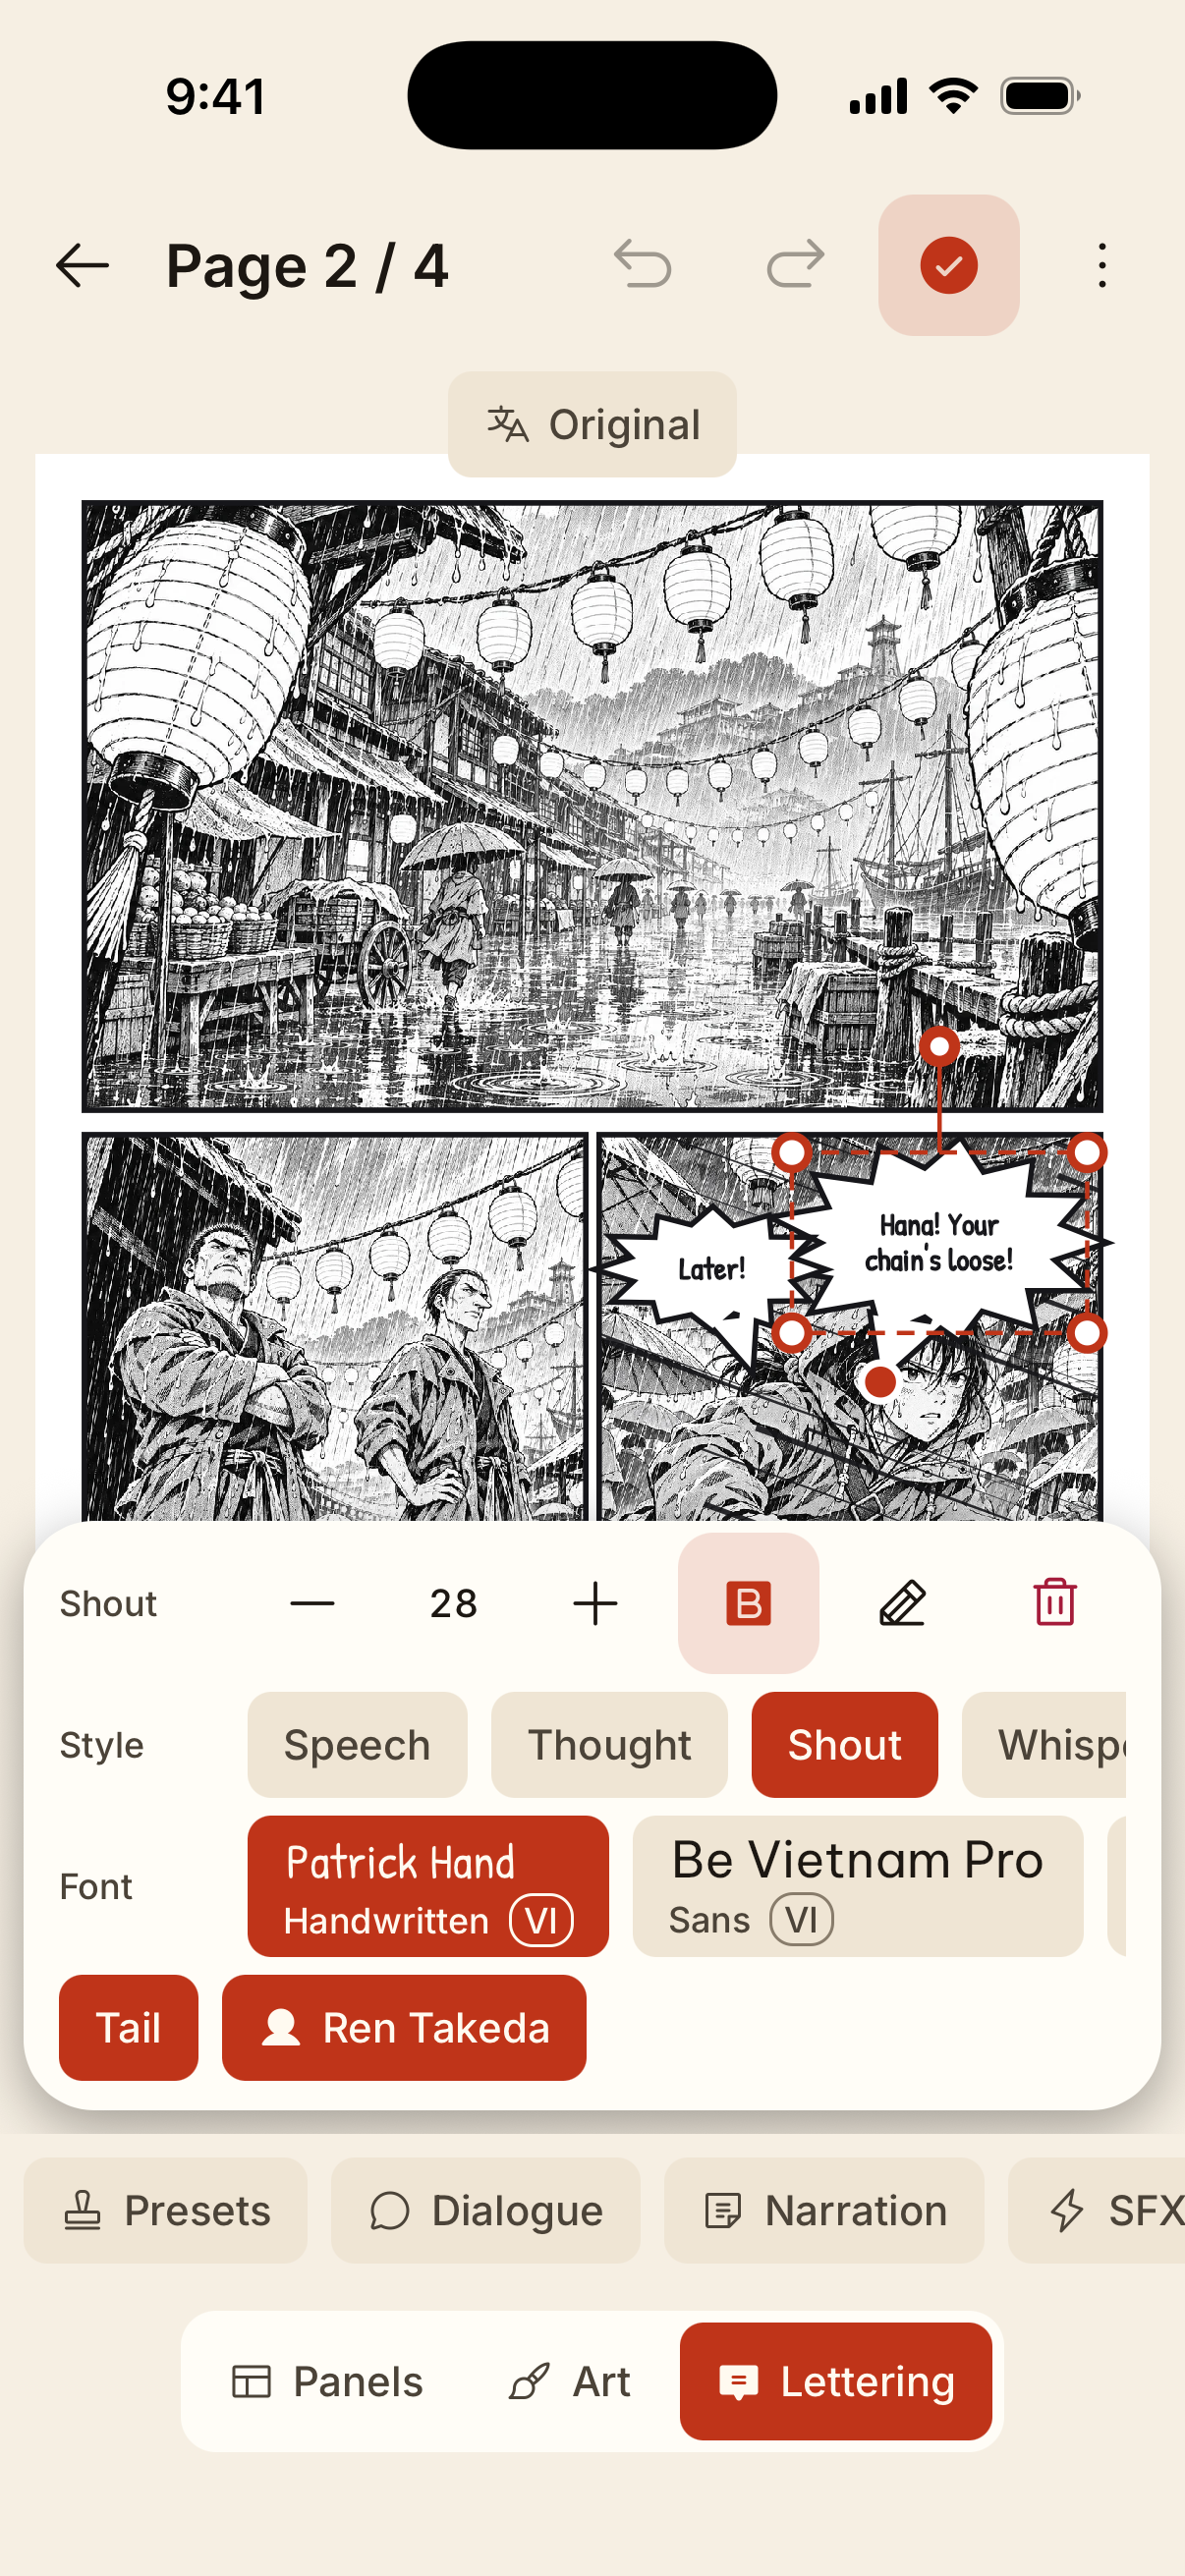 9:41
Page 2 / 4
Original
Hana! Your
chain's loose!
Later!
Shout
28
B
Style
Speech
Thought
Shout
Font
Patrick Hand
Handwritten VI
Be Vietnam Pro
Sans VI
Tail
Ren Takeda
Presets
Dialogue
Narration
SFX
Panels
Art
Lettering